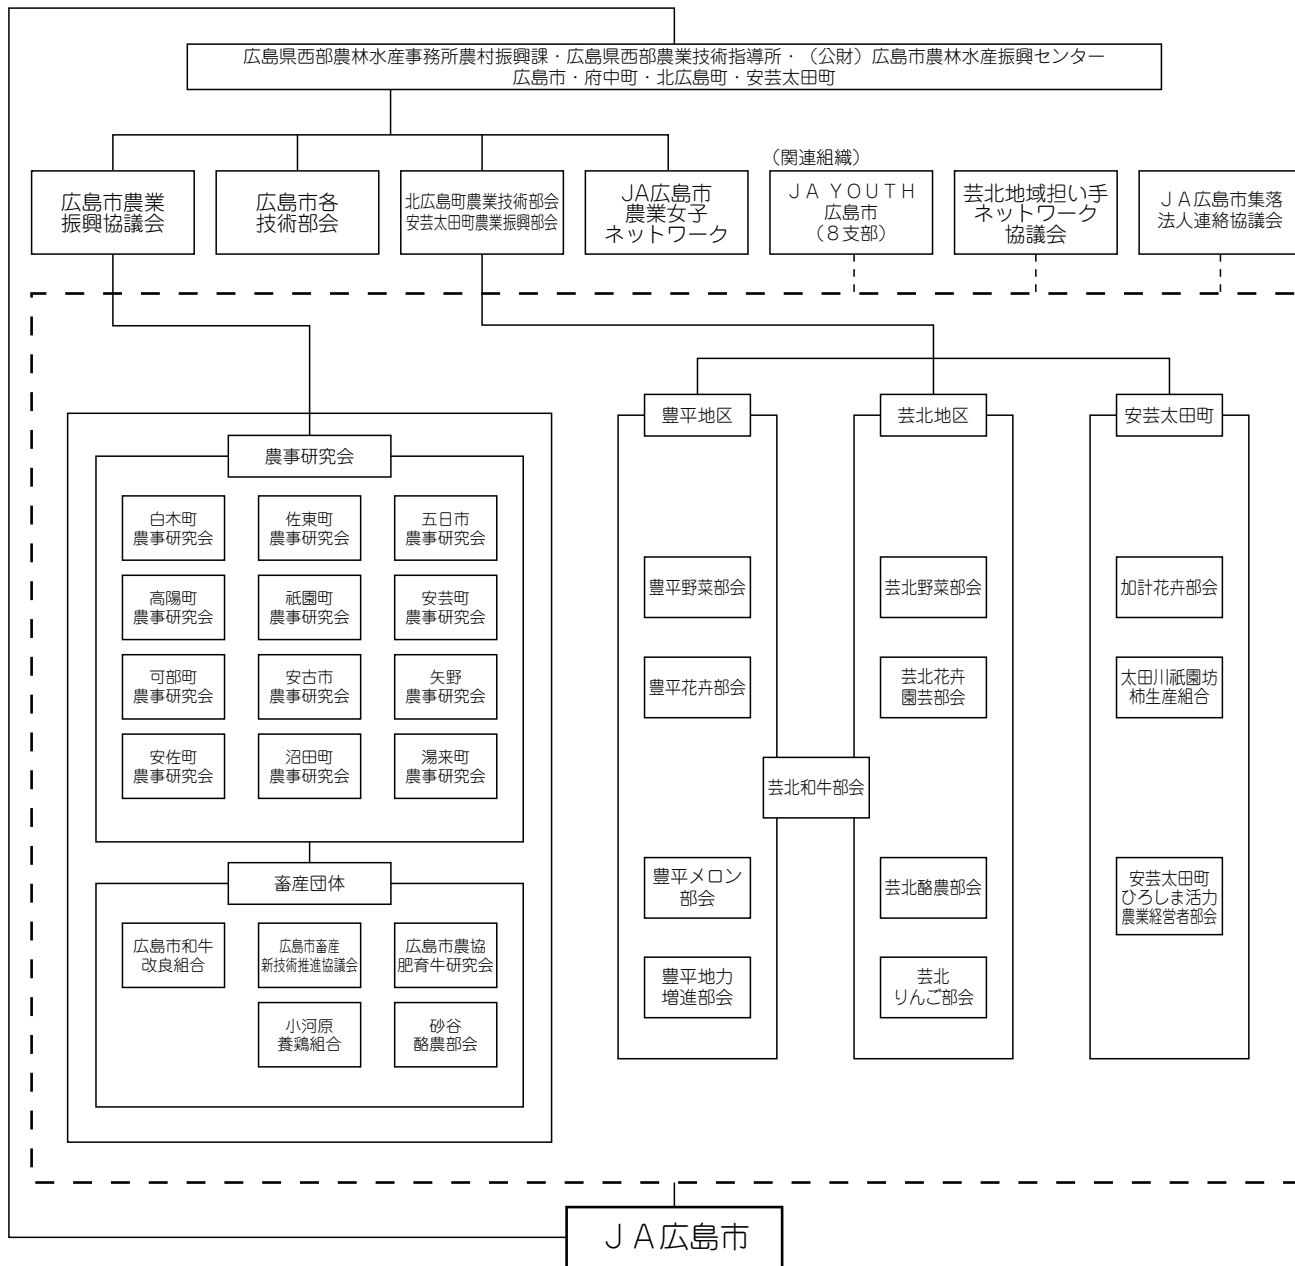 広島県西部農林水産事務所農村振興課・広島県西部農業技術指導所・（公財）広島市農林水産振興センター
広島市・府中町・北広島町・安芸太田町
広島市農業
振興協議会
広島市各
技術部会
北広島町農業技術部会
安芸太田町農業振興部会
JA広島市
農業女子
ネットワーク
（関連組織）
ＪＡ YOUTH
広島市
（８支部）
芸北地域担い手
ネットワーク
協議会
ＪＡ広島市集落
法人連絡協議会
農事研究会
白木町
農事研究会
佐東町
農事研究会
五日市
農事研究会
高陽町
農事研究会
祇園町
農事研究会
安芸町
農事研究会
可部町
農事研究会
安古市
農事研究会
矢野
農事研究会
安佐町
農事研究会
沼田町
農事研究会
湯来町
農事研究会
畜産団体
広島市和牛
改良組合
広島市畜産
新技術推進協議会
広島市農協
肥育牛研究会
小河原
養鶏組合
砂谷
酪農部会
豊平地区
豊平野菜部会
豊平花卉部会
豊平メロン
部会
豊平地力
増進部会
芸北和牛部会
芸北地区
芸北野菜部会
芸北花卉
園芸部会
芸北酪農部会
芸北
りんご部会
安芸太田町
加計花卉部会
太田川祇園坊
柿生産組合
安芸太田町
ひろしま活力
農業経営者部会
ＪＡ広島市